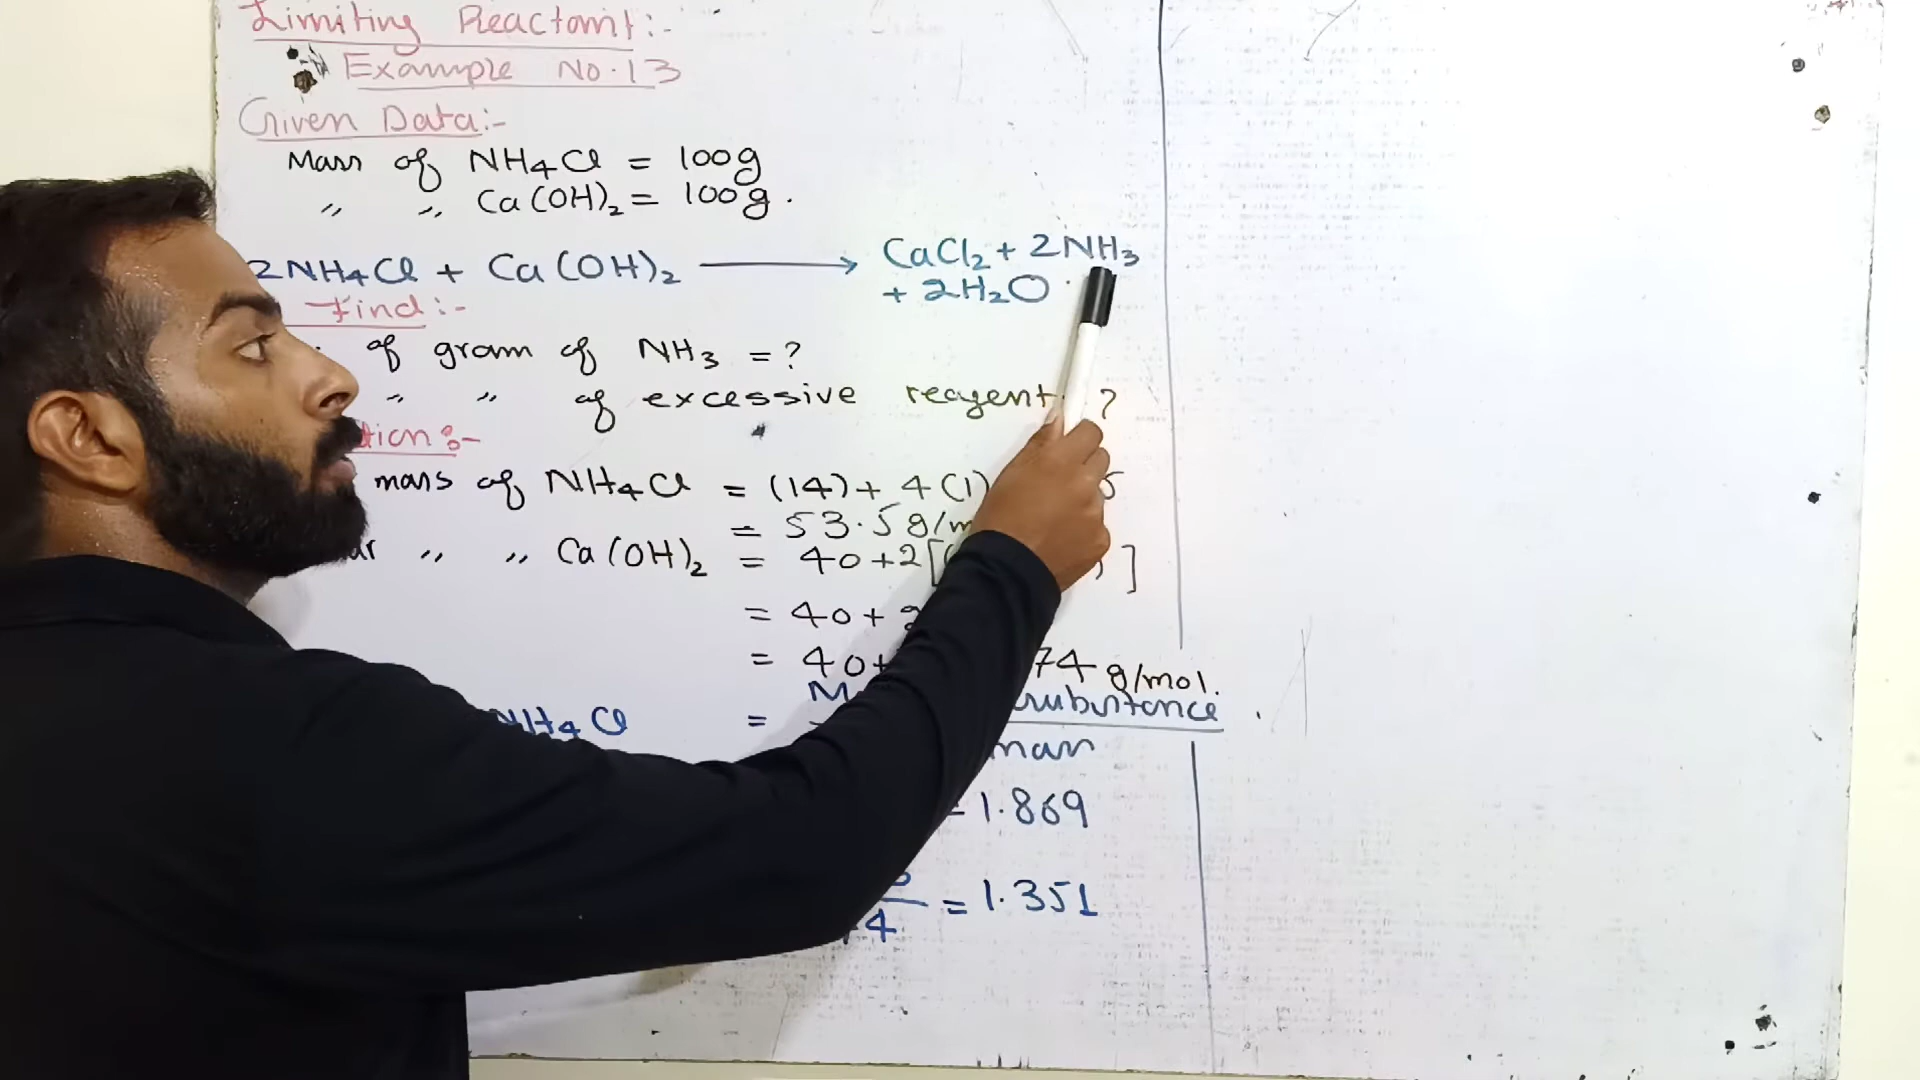 Limiting Reactant:-
Example No.13
Given Data:-
Mass of NH₄Cl = 100g
〃 〃 Ca(OH)₂ = 100g.
2NH₄Cl + Ca(OH)₂ ⟶ CaCl₂ + 2NH₃
+ 2H₂O
Find:-
of gram of NH₃ = ?
〃 〃 of excessive reagent ?
mass of NH₄Cl = (14) + 4(1)
= 53.5 g/m
〃 〃 Ca(OH)₂ = 40+2[ ]
= 40+
= 40+ 74 g/mol.
NH₄Cl = substance
mass
= 1.869
4 = 1.351